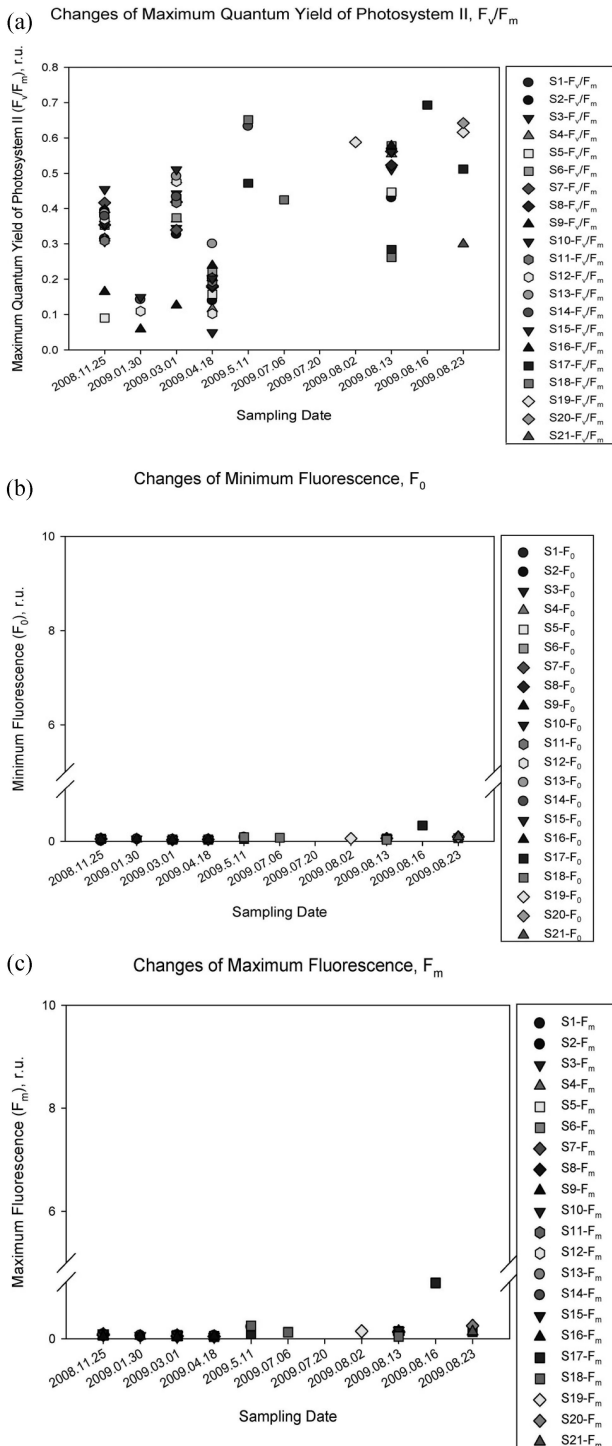 (a)
Changes of Maximum Quantum Yield of Photosystem II, Fv/Fm
Maximum Quantum Yield of Photosystem II (Fv/Fm), r.u.
0.8
0.7
0.6
0.5
0.4
0.3
0.2
0.1
0.0
2008.11.25
2009.01.30
2009.03.01
2009.04.18
2009.5.11
2009.07.06
2009.07.20
2009.08.02
2009.08.13
2009.08.16
2009.08.23
Sampling Date
S1-Fv/Fm
S2-Fv/Fm
S3-Fv/Fm
S4-Fv/Fm
S5-Fv/Fm
S6-Fv/Fm
S7-Fv/Fm
S8-Fv/Fm
S9-Fv/Fm
S10-Fv/Fm
S11-Fv/Fm
S12-Fv/Fm
S13-Fv/Fm
S14-Fv/Fm
S15-Fv/Fm
S16-Fv/Fm
S17-Fv/Fm
S18-Fv/Fm
S19-Fv/Fm
S20-Fv/Fm
S21-Fv/Fm
(b)
Changes of Minimum Fluorescence, F0
Minimum Fluorescence (F0), r.u.
10
8
6
0
2008.11.25
2009.01.30
2009.03.01
2009.04.18
2009.5.11
2009.07.06
2009.07.20
2009.08.02
2009.08.13
2009.08.16
2009.08.23
Sampling Date
S1-F0
S2-F0
S3-F0
S4-F0
S5-F0
S6-F0
S7-F0
S8-F0
S9-F0
S10-F0
S11-F0
S12-F0
S13-F0
S14-F0
S15-F0
S16-F0
S17-F0
S18-F0
S19-F0
S20-F0
S21-F0
(c)
Changes of Maximum Fluorescence, Fm
Maximum Fluorescence (Fm), r.u.
10
8
6
0
2008.11.25
2009.01.30
2009.03.01
2009.04.18
2009.5.11
2009.07.06
2009.07.20
2009.08.02
2009.08.13
2009.08.16
2009.08.23
Sampling Date
S1-Fm
S2-Fm
S3-Fm
S4-Fm
S5-Fm
S6-Fm
S7-Fm
S8-Fm
S9-Fm
S10-Fm
S11-Fm
S12-Fm
S13-Fm
S14-Fm
S15-Fm
S16-Fm
S17-Fm
S18-Fm
S19-Fm
S20-Fm
S21-Fm